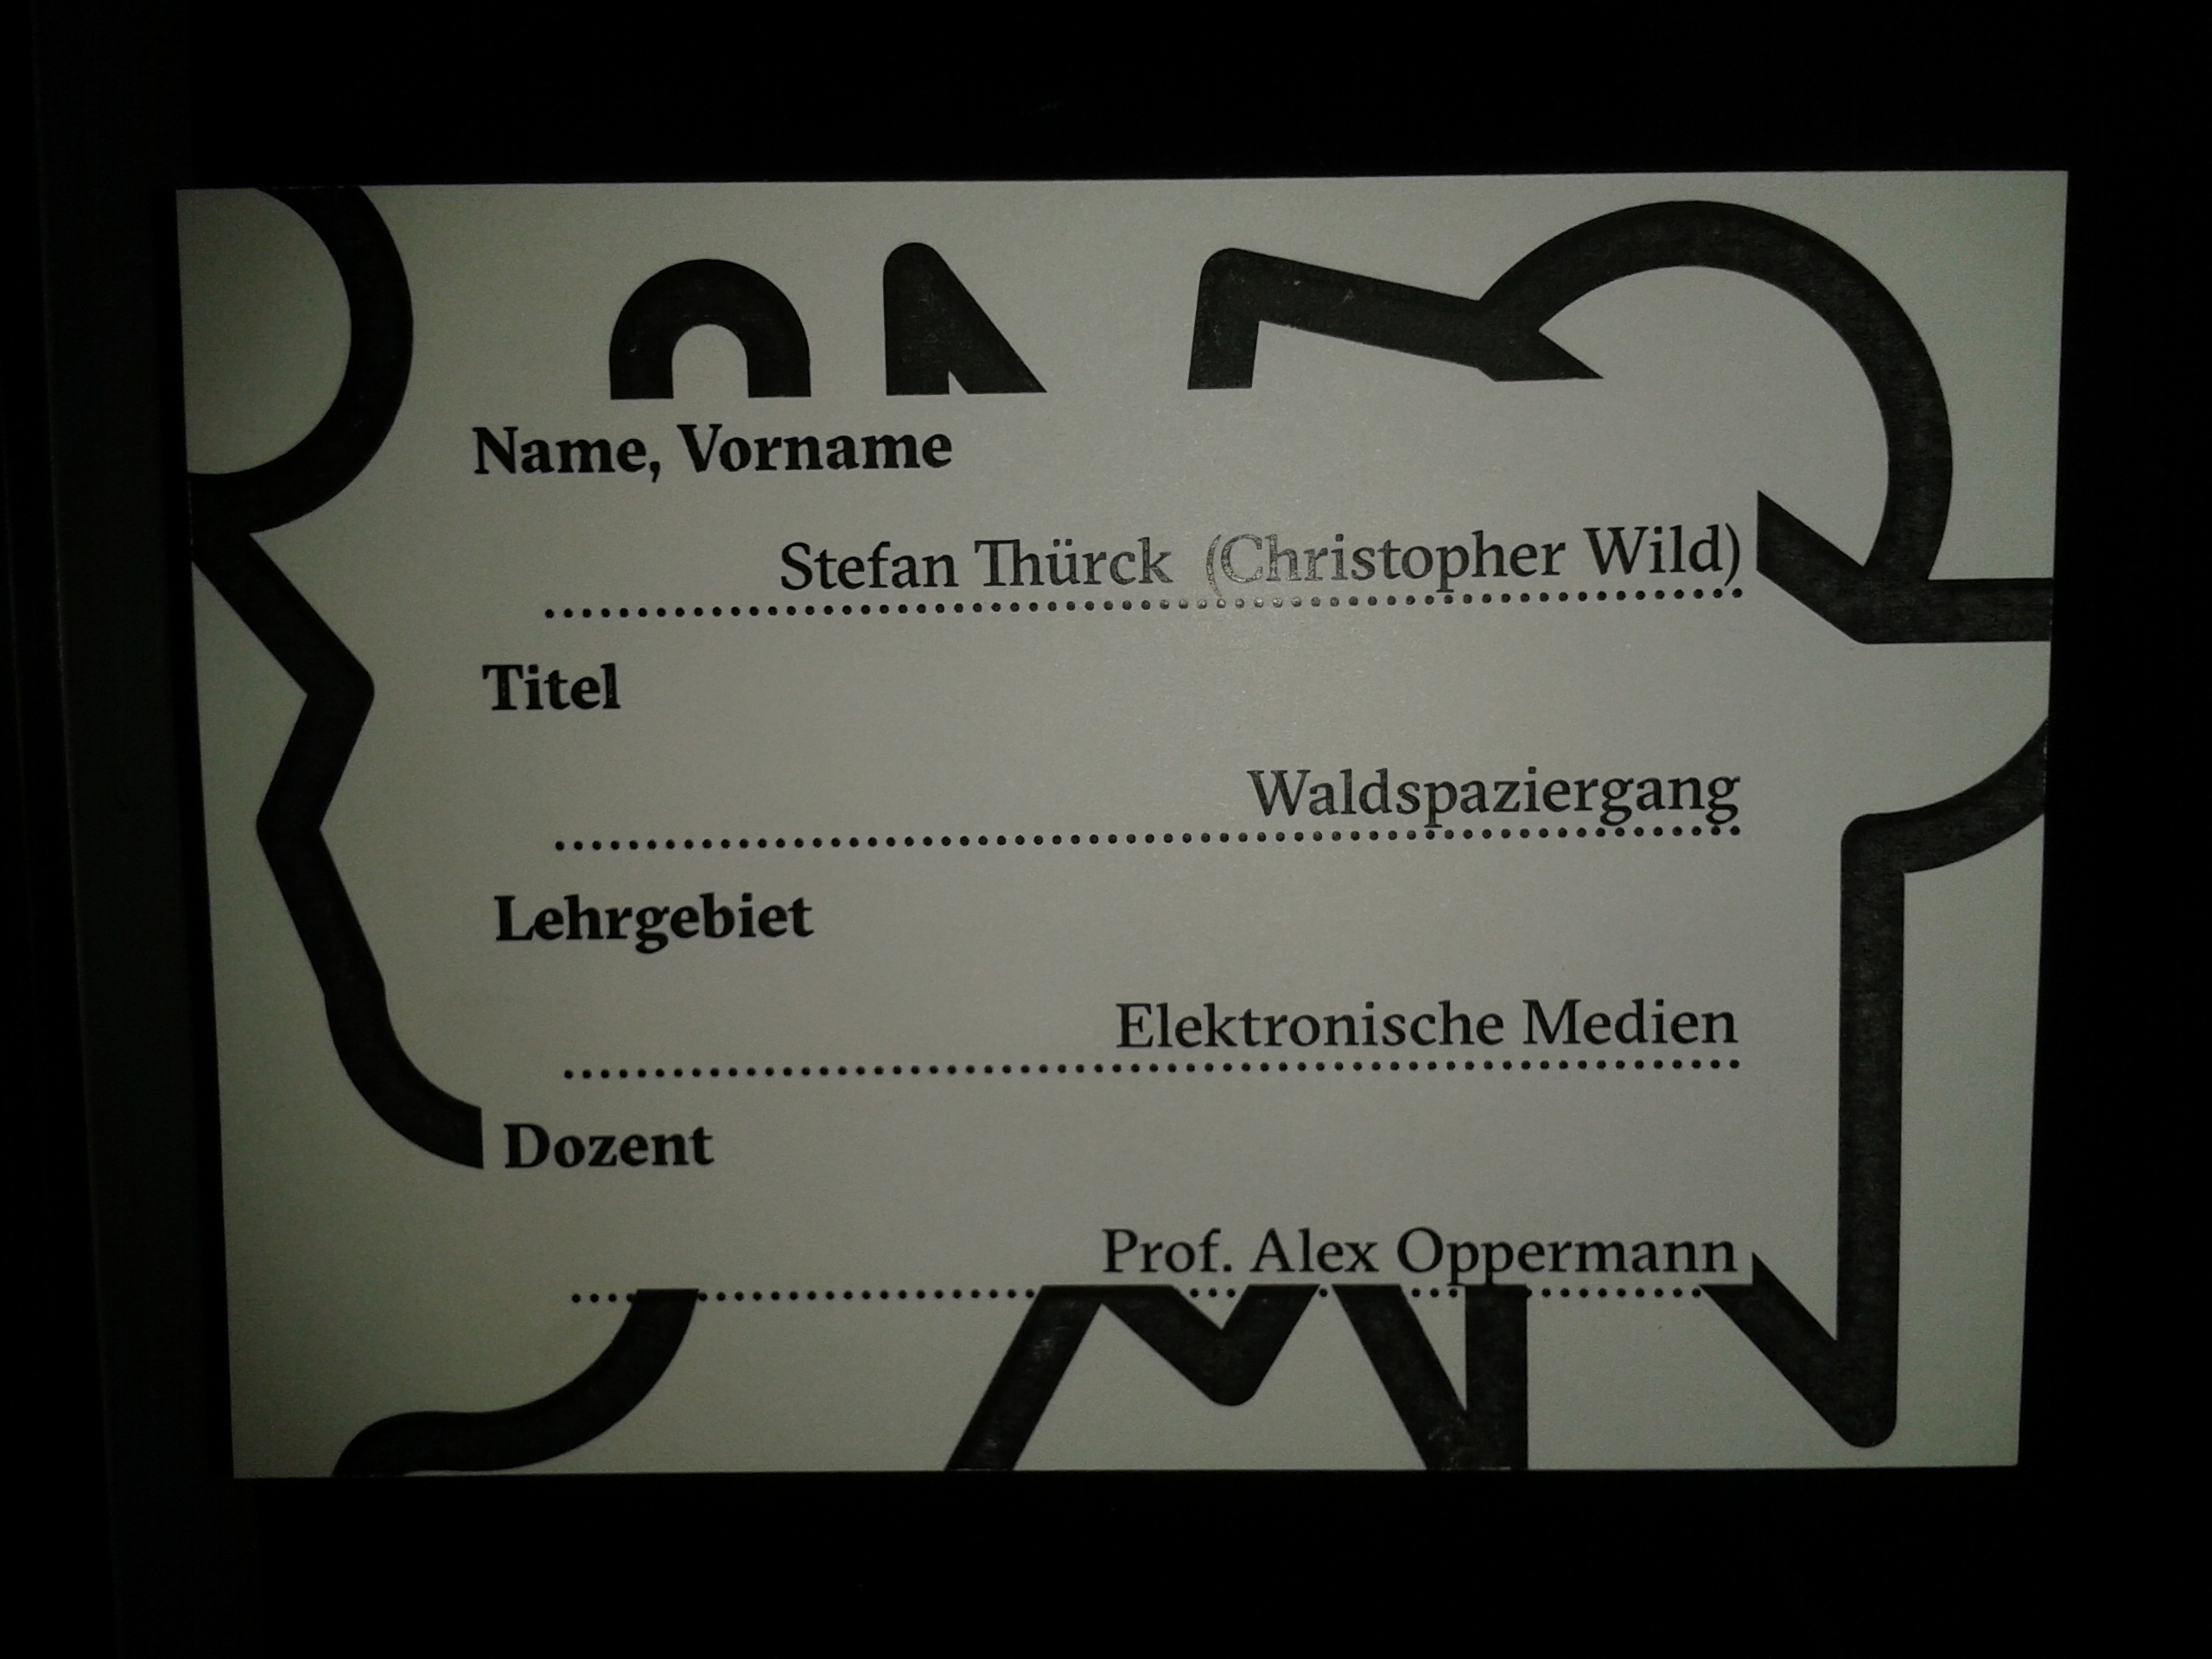 Name, Vorname
Stefan Thürck (Christopher Wild)
Titel
Waldspaziergang
Lehrgebiet
Elektronische Medien
Dozent
Prof. Alex Oppermann